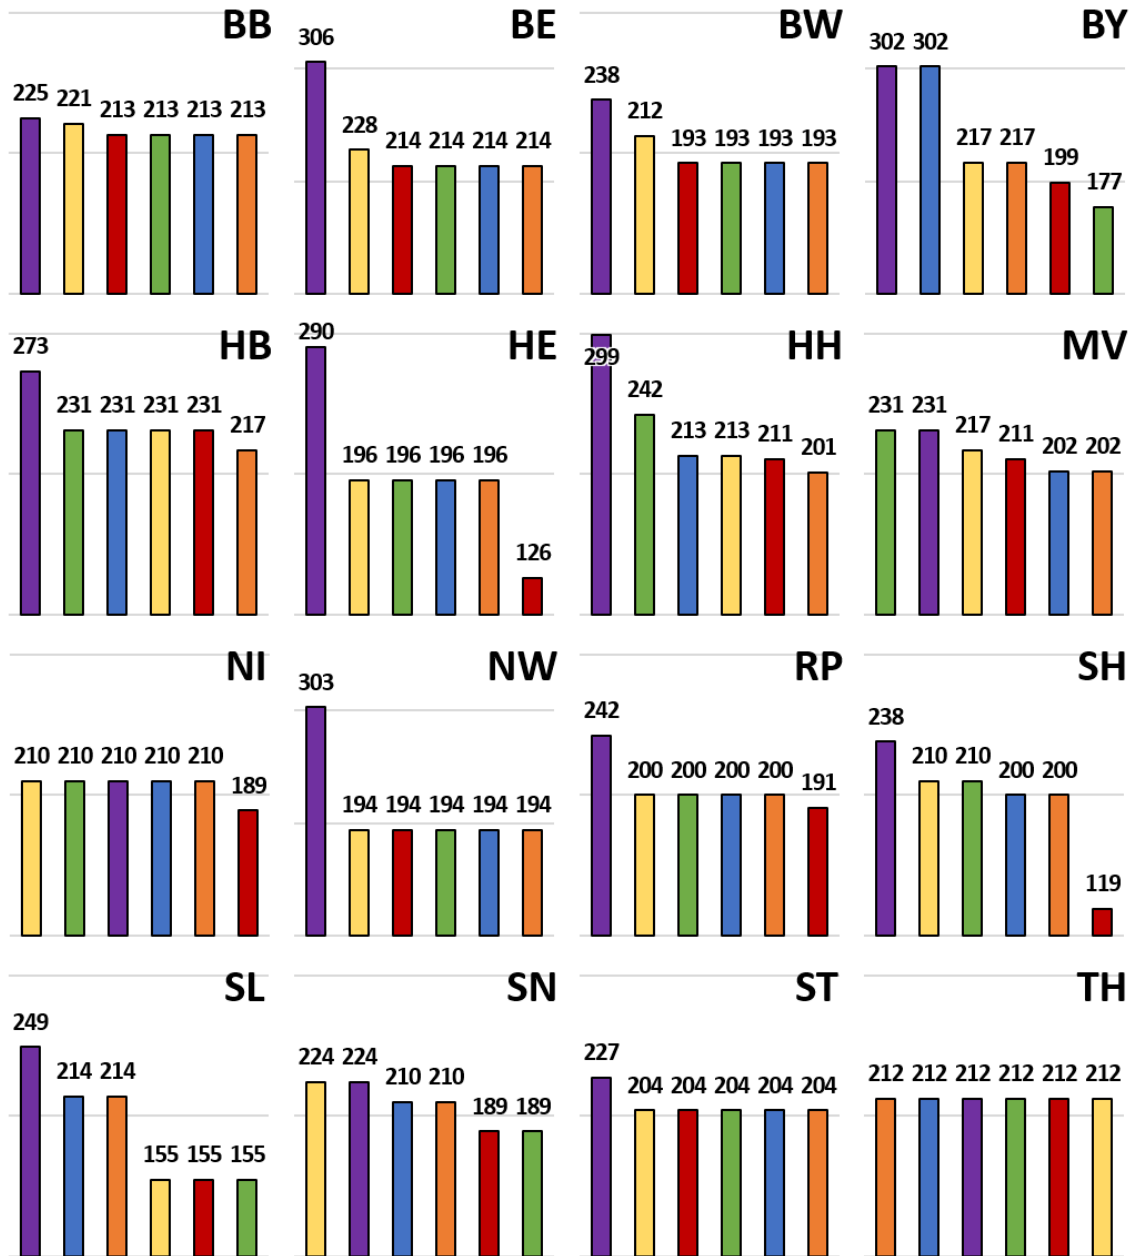 BB
225 221 213 213 213 213
BE
306 228 214 214 214 214
BW
238 212 193 193 193 193
BY
302 302 217 217 199 177
HB
273 231 231 231 231 217
HE
290 196 196 196 196 126
HH
299 242 213 213 211 201
MV
231 231 217 211 202 202
NI
210 210 210 210 210 189
NW
303 194 194 194 194 194
RP
242 200 200 200 200 191
SH
238 210 210 200 200 119
SL
249 214 214 155 155 155
SN
224 224 210 210 189 189
ST
227 204 204 204 204 204
TH
212 212 212 212 212 212